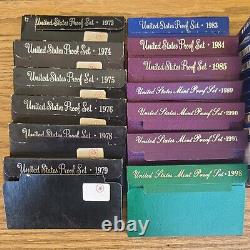 United States Proof Set · 1973
United States Proof Set · 1974
United States Proof Set · 1975
United States Proof Set · 1976
United States Proof Set · 1978
United States Proof Set · 1979
United States Proof Set · 1983
United States Proof Set · 1984
United States Proof Set · 1985
United States Mint Proof Set · 1989
United States Mint Proof Set · 1990
United States Mint Proof Set · 1991
United States Mint Proof Set · 1998